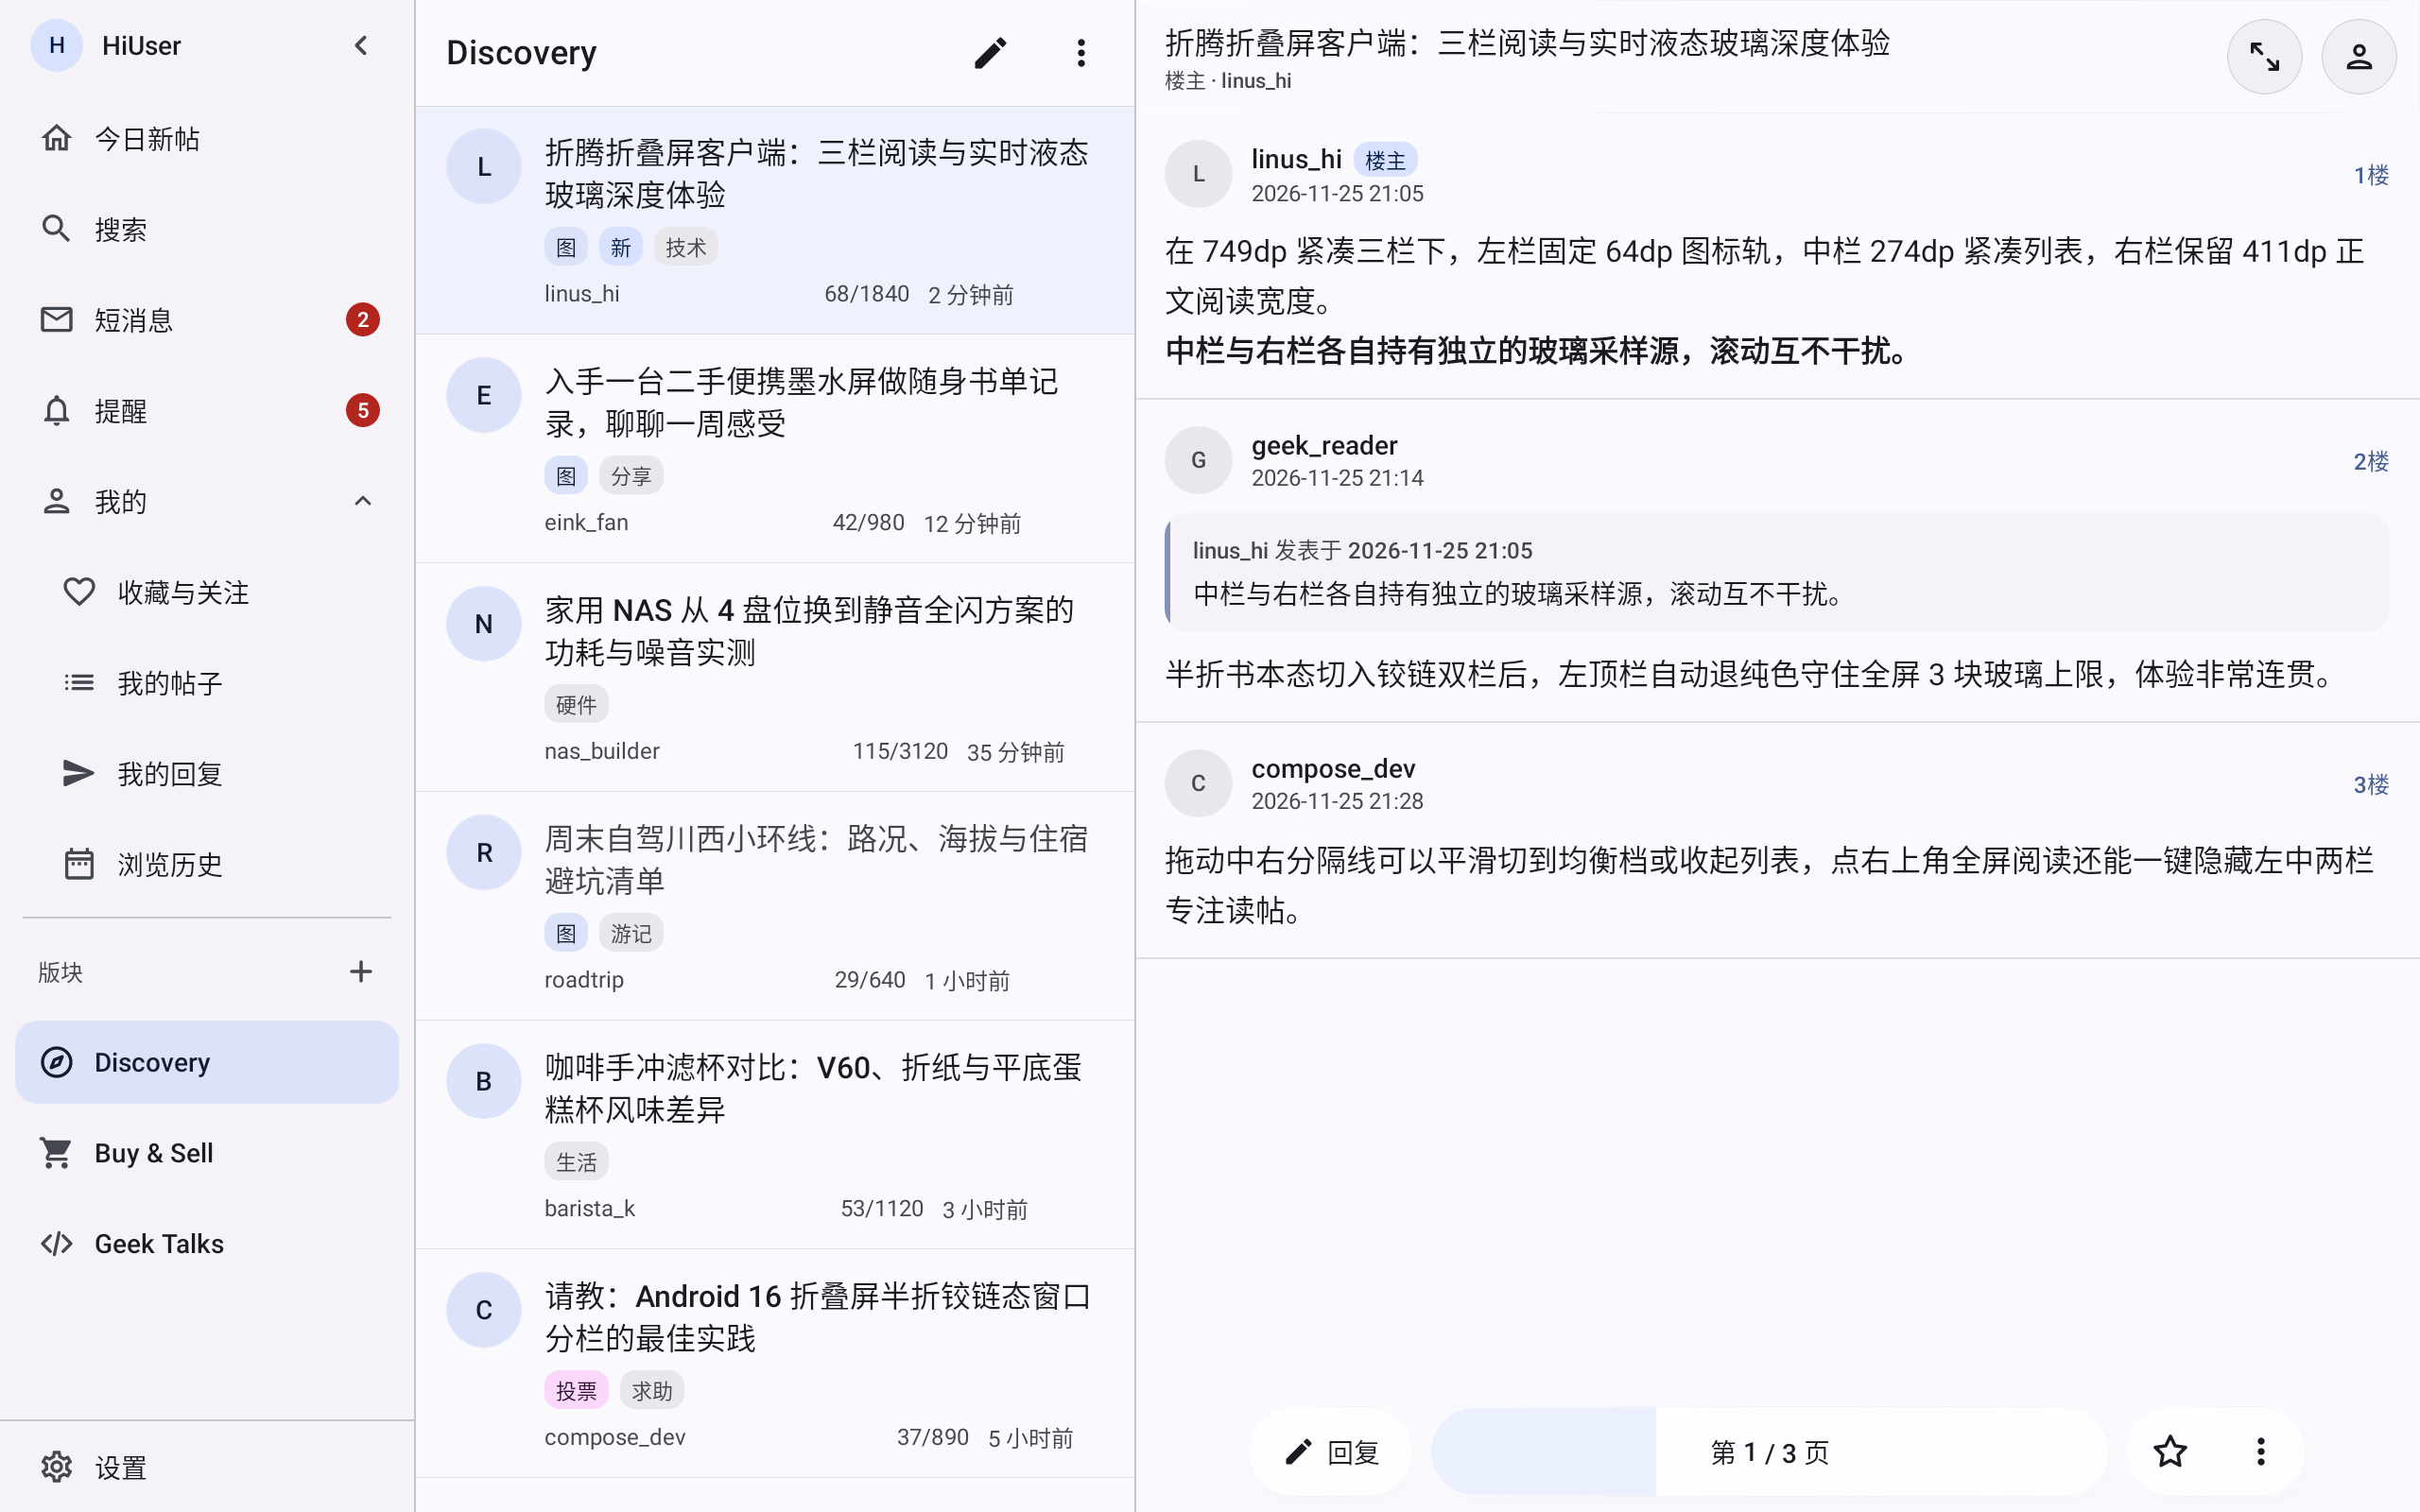 H HiUser
今日新帖
搜索
短消息 2
提醒 5
我的
收藏与关注
我的帖子
我的回复
浏览历史
版块
Discovery
Buy & Sell
Geek Talks
设置
Discovery
L
折腾折叠屏客户端：三栏阅读与实时液态
玻璃深度体验
图 新 技术
linus_hi 68/1840 2 分钟前
E
入手一台二手便携墨水屏做随身书单记
录，聊聊一周感受
图 分享
eink_fan 42/980 12 分钟前
N
家用 NAS 从 4 盘位换到静音全闪方案的
功耗与噪音实测
硬件
nas_builder 115/3120 35 分钟前
R
周末自驾川西小环线：路况、海拔与住宿
避坑清单
图 游记
roadtrip 29/640 1 小时前
B
咖啡手冲滤杯对比：V60、折纸与平底蛋
糕杯风味差异
生活
barista_k 53/1120 3 小时前
C
请教：Android 16 折叠屏半折铰链态窗口
分栏的最佳实践
投票 求助
compose_dev 37/890 5 小时前
折腾折叠屏客户端：三栏阅读与实时液态玻璃深度体验
楼主 · linus_hi
L
linus_hi 楼主
2026-11-25 21:05
1楼
在 749dp 紧凑三栏下，左栏固定 64dp 图标轨，中栏 274dp 紧凑列表，右栏保留 411dp 正
文阅读宽度。
中栏与右栏各自持有独立的玻璃采样源，滚动互不干扰。
G
geek_reader
2026-11-25 21:14
2楼
linus_hi 发表于 2026-11-25 21:05
中栏与右栏各自持有独立的玻璃采样源，滚动互不干扰。
半折书本态切入铰链双栏后，左顶栏自动退纯色守住全屏 3 块玻璃上限，体验非常连贯。
C
compose_dev
2026-11-25 21:28
3楼
拖动中右分隔线可以平滑切到均衡档或收起列表，点右上角全屏阅读还能一键隐藏左中两栏
专注读帖。
回复 第 1 / 3 页